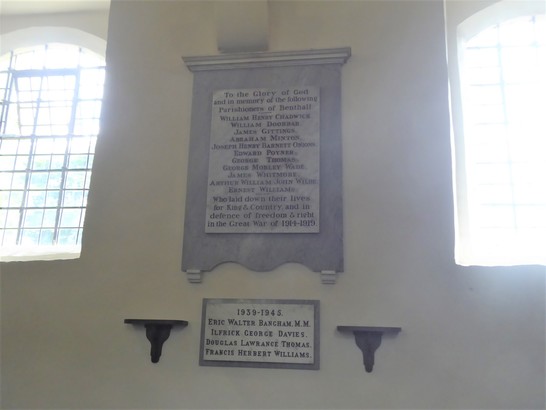 To the Glory of God
and in memory of the following
Parishioners of Benthall
WILLIAM HENRY CHADWICK
WILLIAM DOORBAR
JAMES GITTINGS
ABRAHAM MINTON
JOSEPH HENRY BARNETT
EDWARD POYNER
GEORGE THOMAS
GEORGE MORLEY WADE
JAMES WHITMORE
ARTHUR WILLIAM JOHN WILDE
ERNEST WILLIAMS.
Who laid down their lives
for King & Country, and in
defence of freedom & right
in the Great War of 1914-1919
1939-1945.
ERIC WALTER BANGHAM. M.M.
ILFRICK GEORGE DAVIES.
DOUGLAS LAWRANCE THOMAS.
FRANCIS HERBERT WILLIAMS.